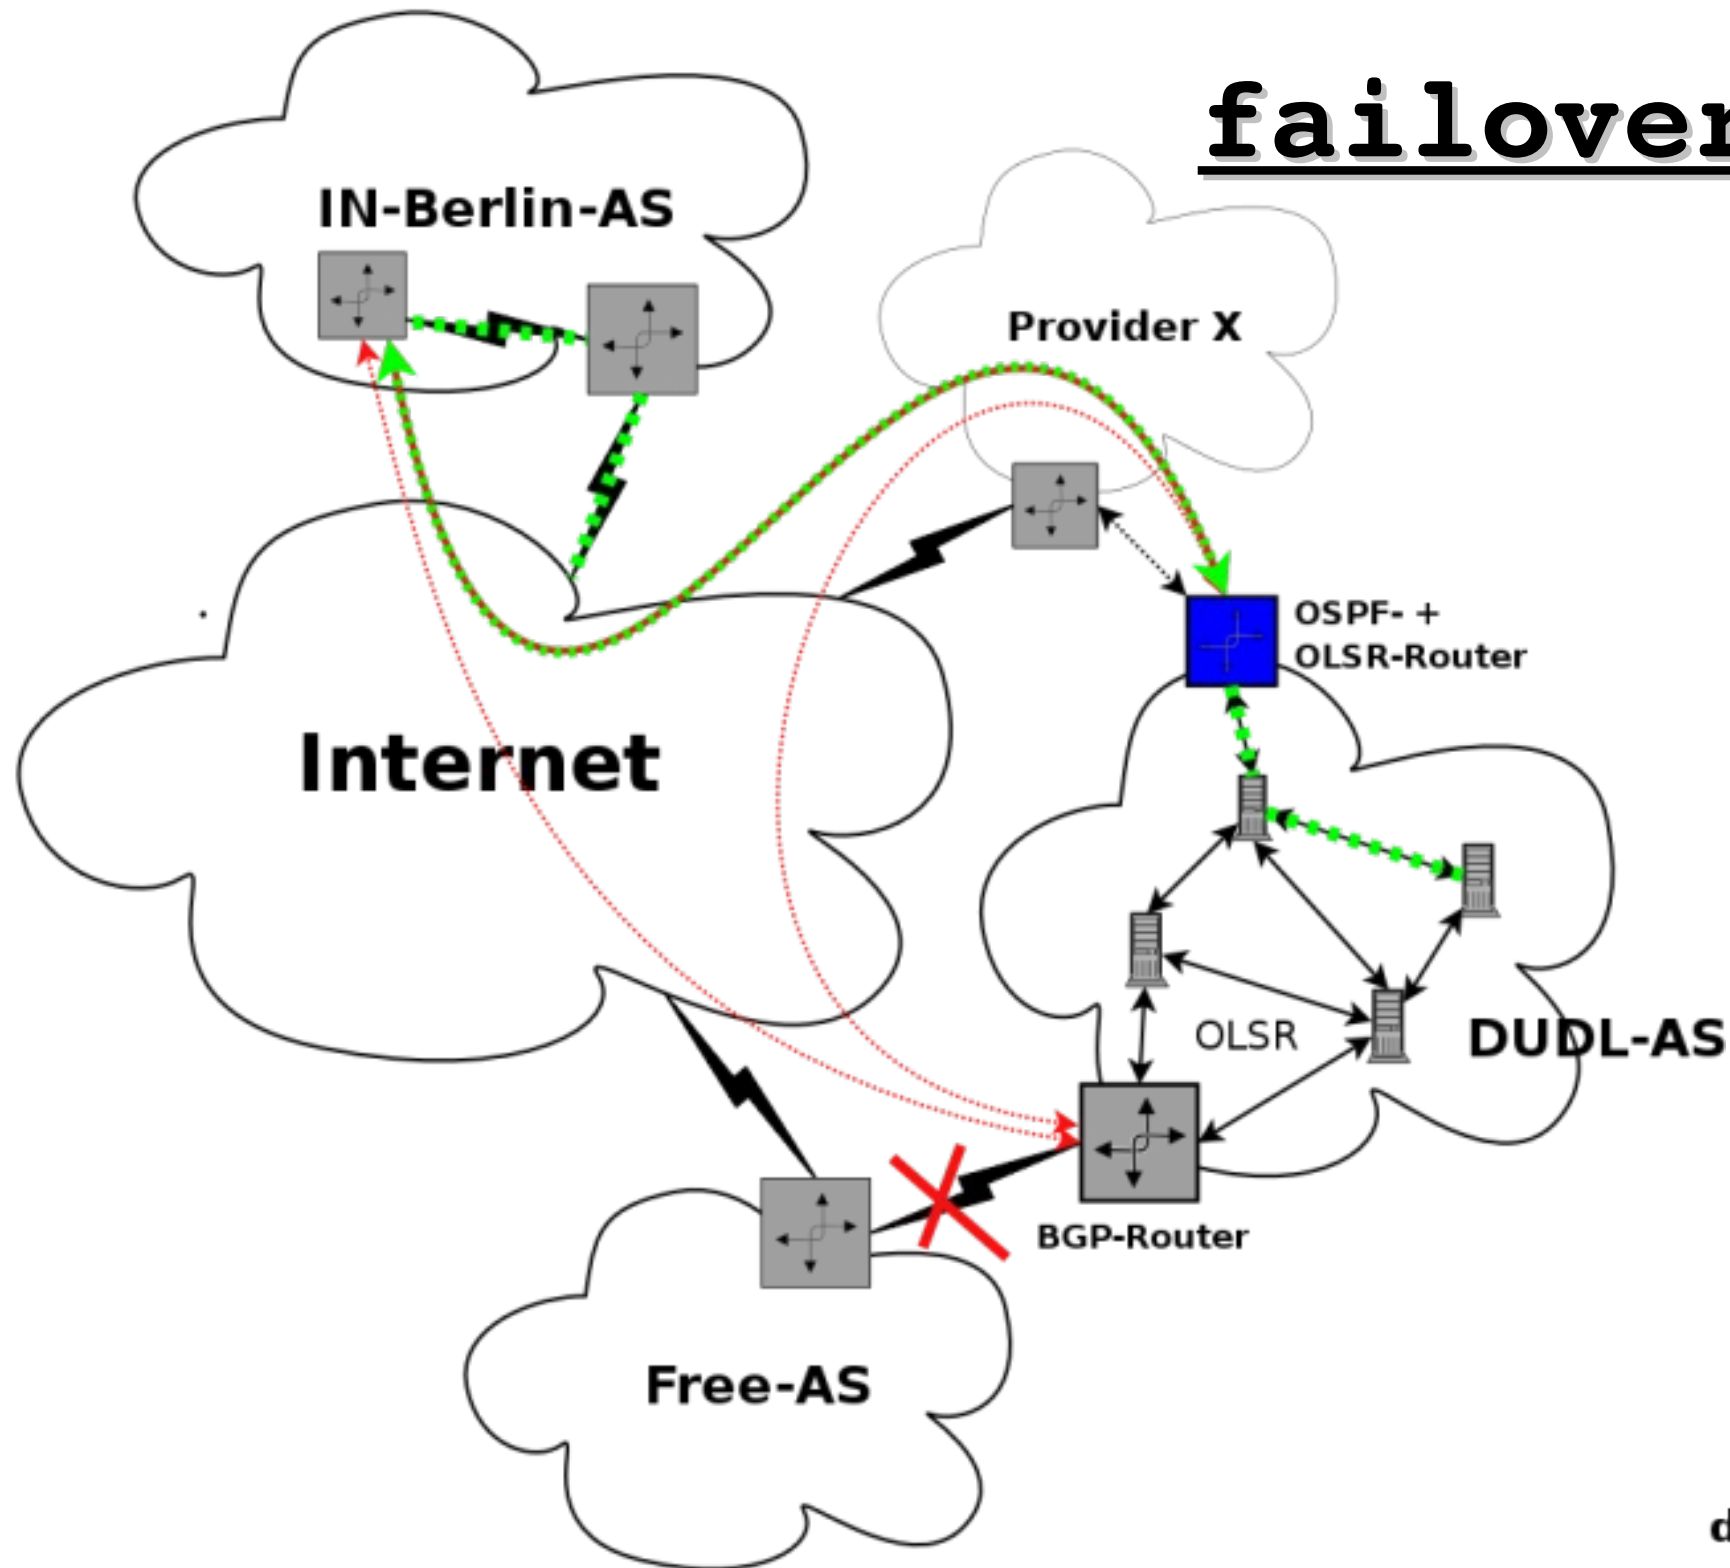 failover
IN-Berlin-AS
Provider X
OSPF- +
OLSR-Router
Internet
OLSR
DUDL-AS
BGP-Router
Free-AS
d